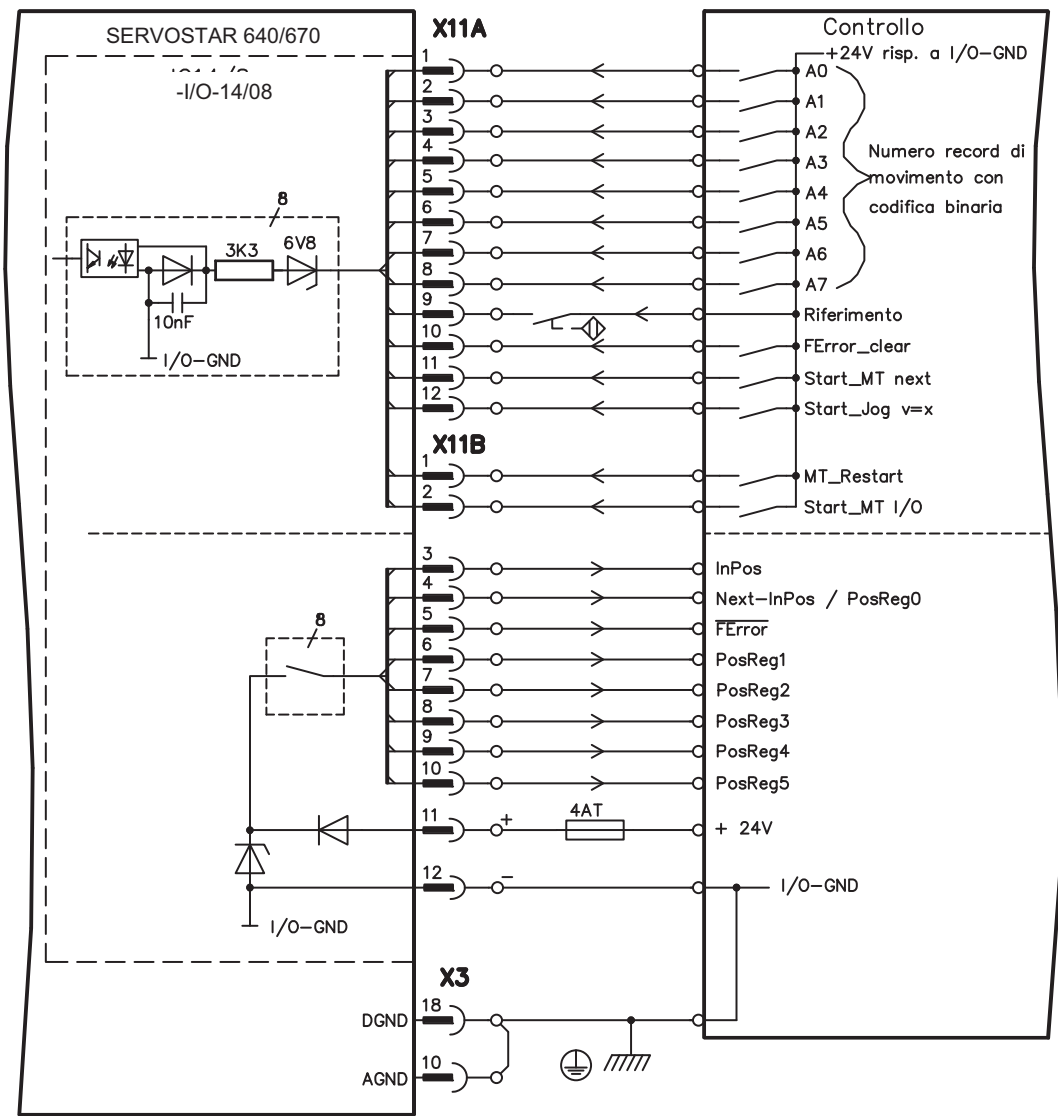 SERVOSTAR 640/670
-I/O-14/08
X11A
Controllo
+24V risp. a I/O-GND
1
A0
2
A1
3
A2
4
A3
5
A4
6
A5
7
A6
8
A7
Numero record di
movimento con
codifica binaria
8
3K3
6V8
10nF
I/O-GND
9
Riferimento
10
FError_clear
11
Start_MT next
12
Start_Jog v=x
X11B
1
MT_Restart
2
Start_MT I/O
3
InPos
4
Next-InPos / PosReg0
5
FError
6
PosReg1
7
PosReg2
8
PosReg3
9
PosReg4
10
PosReg5
8
11
+
4AT
+ 24V
12
−
I/O-GND
I/O-GND
X3
DGND
18
AGND
10